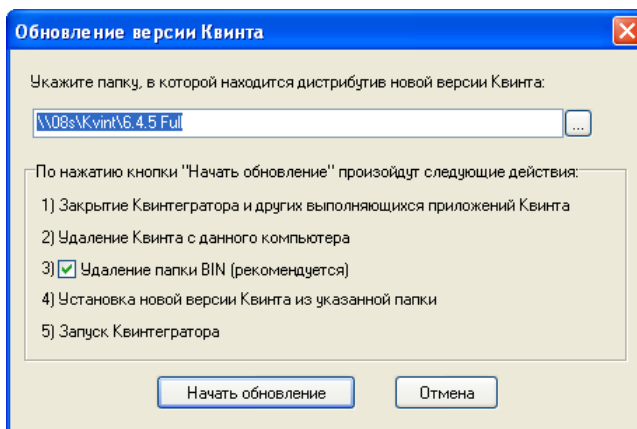 Обновление версии Квинта
Укажите папку, в которой находится дистрибутив новой версии Квинта:
\\08s\Kvint\6.4.5 Full
...
По нажатию кнопки "Начать обновление" произойдут следующие действия:
1) Закрытие Квинтегратора и других выполняющихся приложений Квинта
2) Удаление Квинта с данного компьютера
3) Удаление папки BIN (рекомендуется)
4) Установка новой версии Квинта из указанной папки
5) Запуск Квинтегратора
Начать обновление Отмена